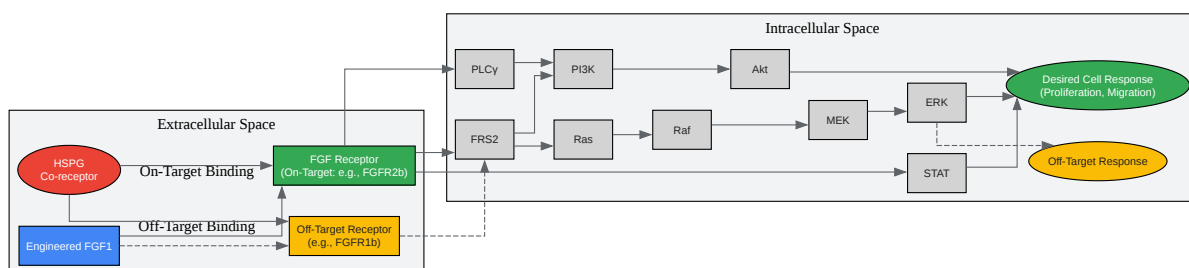 Intracellular Space
PLCγ
PI3K
Akt
Desired Cell Response
(Proliferation, Migration)
ERK
MEK
Raf
FRS2
Ras
Off-Target Response
STAT
Extracellular Space
HSPG
Co-receptor
On-Target Binding
FGF Receptor
(On-Target: e.g., FGFR2b)
Off-Target Binding
Engineered FGF1
Off-Target Receptor
(e.g., FGFR1b)